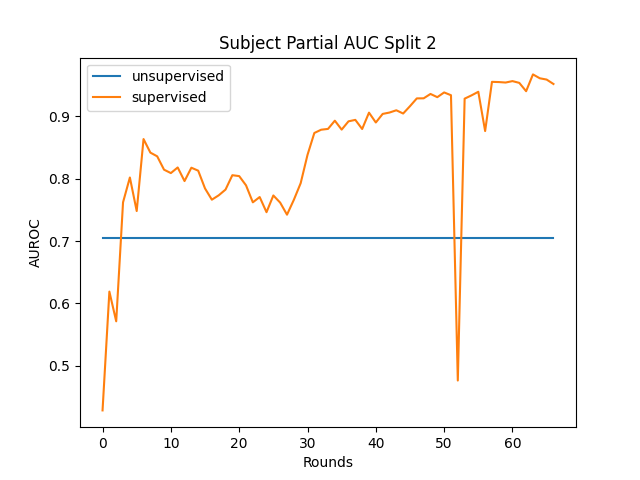 Subject Partial AUC Split 2
unsupervised
supervised
AUROC
0.9
0.8
0.7
0.6
0.5
0 10 20 30 40 50 60
Rounds